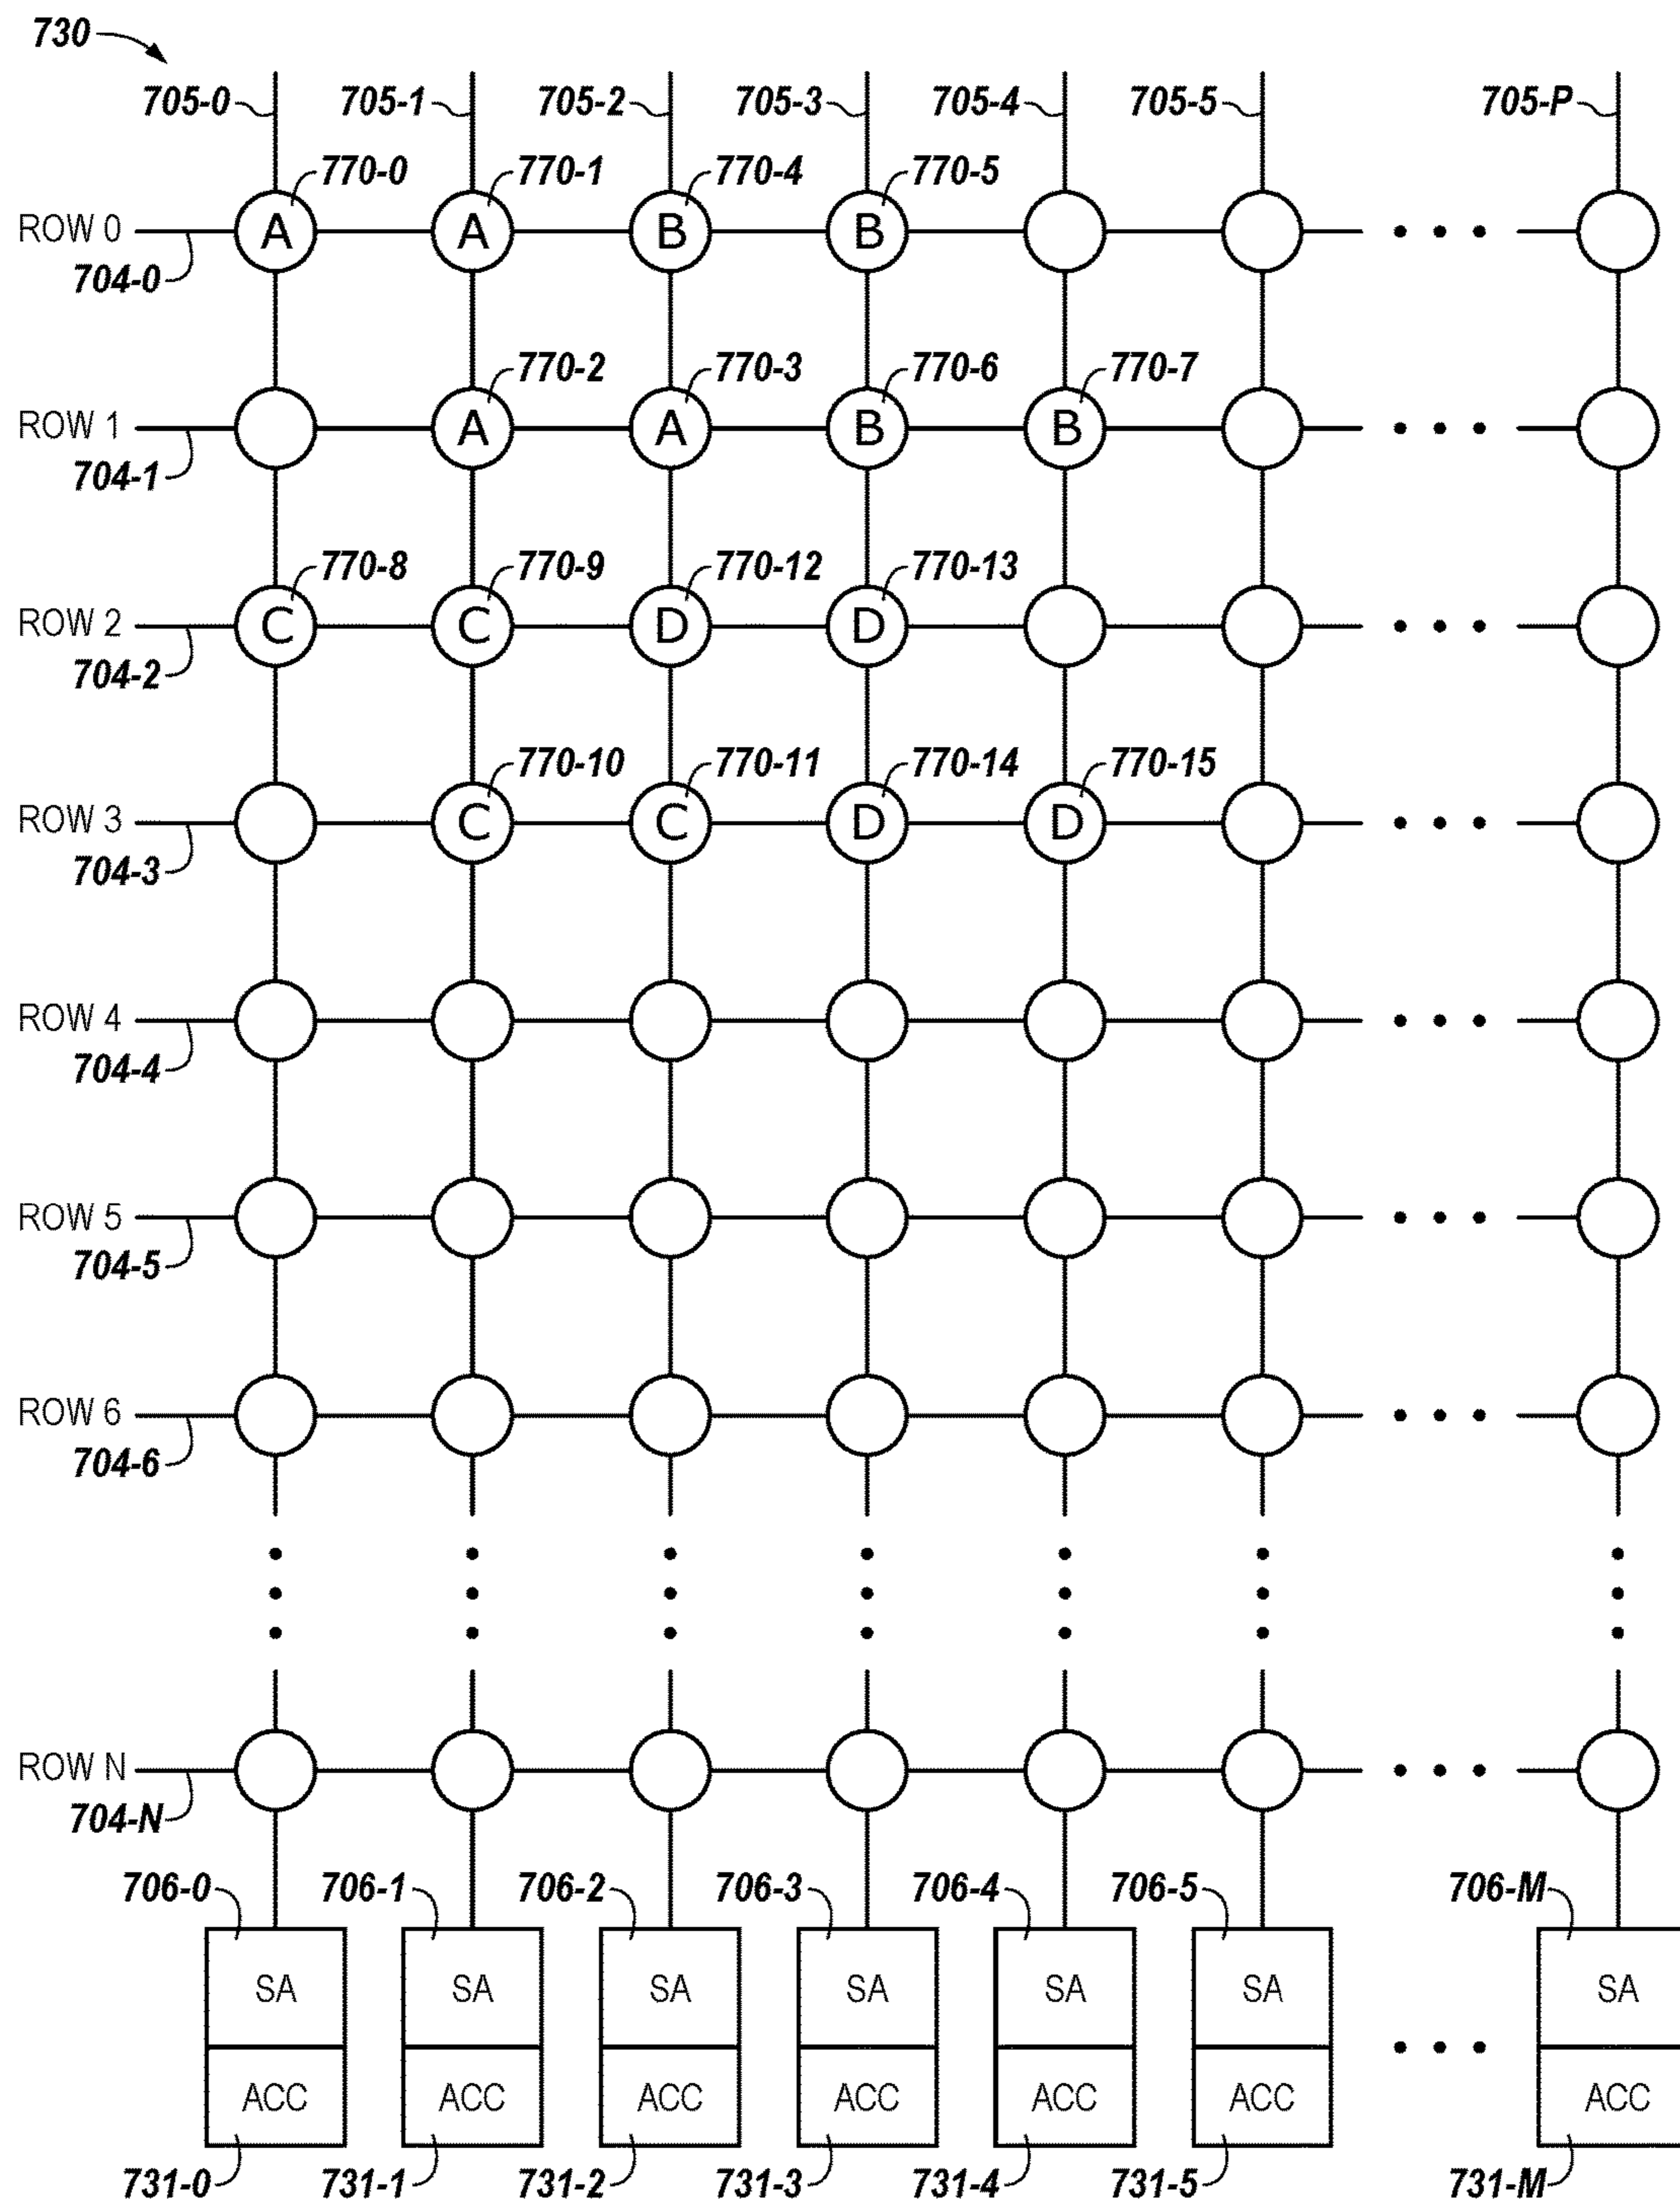 730
705-0 705-1 705-2 705-3 705-4 705-5 705-P
770-0 770-1 770-4 770-5
ROW 0 A A B B
704-0
770-2 770-3 770-6 770-7
ROW 1 A A B B
704-1
770-8 770-9 770-12 770-13
ROW 2 C C D D
704-2
770-10 770-11 770-14 770-15
ROW 3 C C D D
704-3
ROW 4
704-4
ROW 5
704-5
ROW 6
704-6
ROW N
704-N
706-0 706-1 706-2 706-3 706-4 706-5 706-M
SA SA SA SA SA SA SA
ACC ACC ACC ACC ACC ACC ACC
731-0 731-1 731-2 731-3 731-4 731-5 731-M